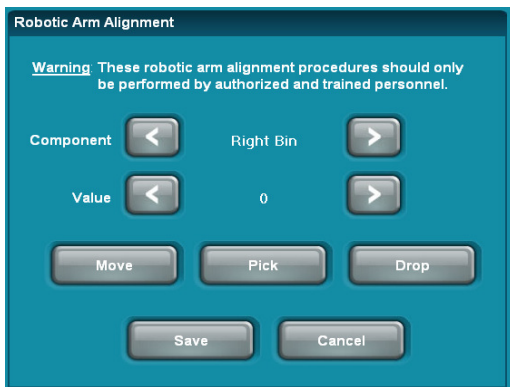 Robotic Arm Alignment
Warning: These robotic arm alignment procedures should only
be performed by authorized and trained personnel.
Component < Right Bin >
Value < 0 >
Move Pick Drop
Save Cancel